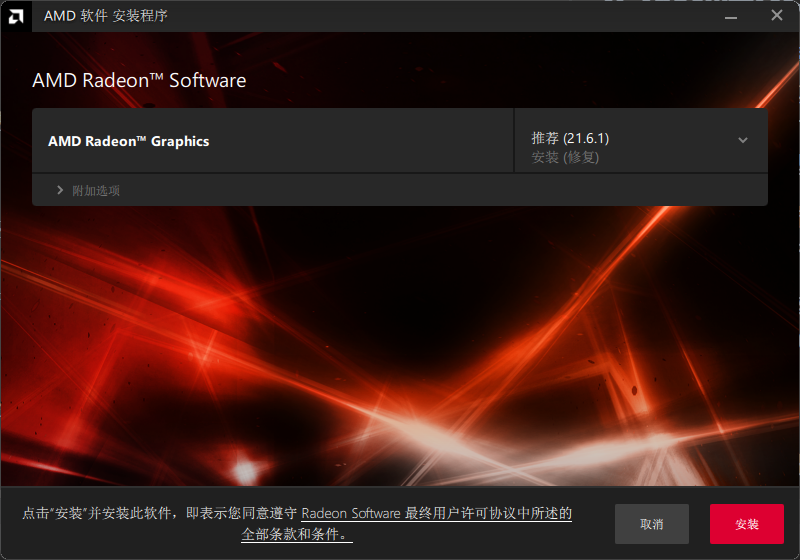 AMD 软件 安装程序
AMD Radeon™ Software
AMD Radeon™ Graphics
推荐 (21.6.1)
安装 (修复)
附加选项
点击“安装”并安装此软件，即表示您同意遵守 Radeon Software 最终用户许可协议中所述的
全部条款和条件。
取消
安装